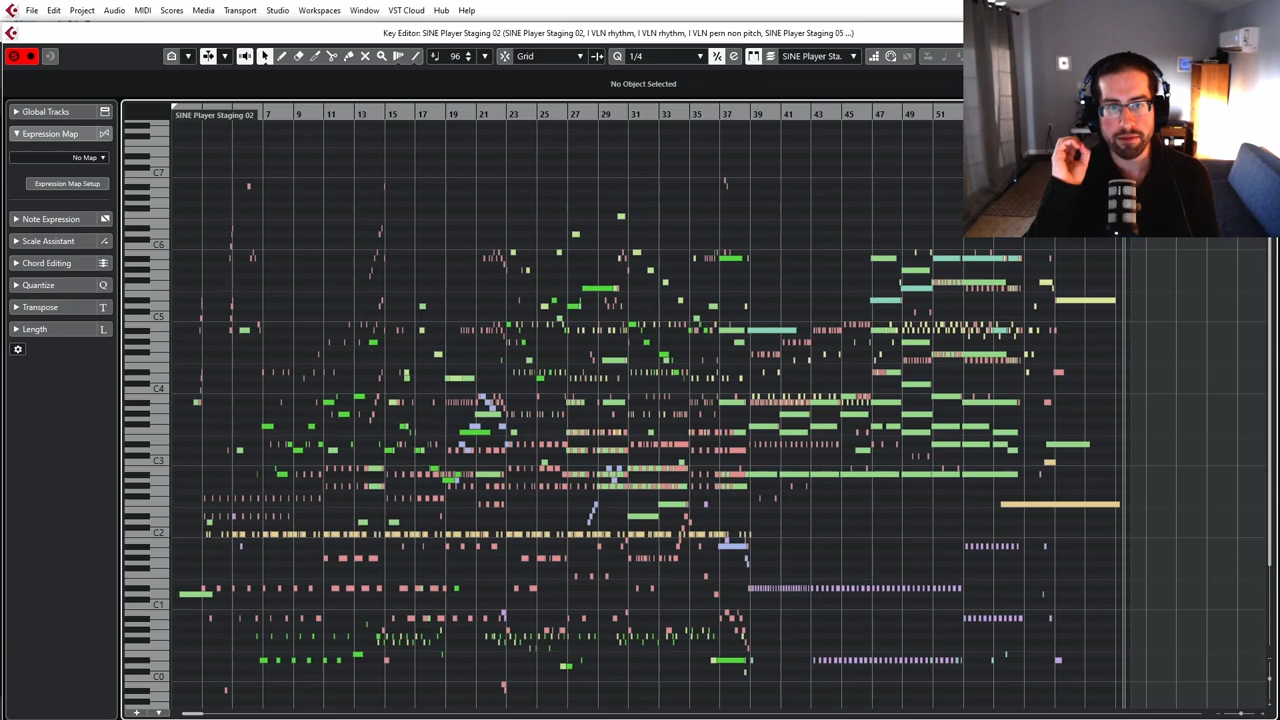 File Edit Project Audio MIDI Scores Media Transport Studio Workspaces Window VST Cloud Hub Help
Key Editor: SINE Player Staging 02 (SINE Player Staging 02, I VLN rhythm, I VLN rhythm, I VLN pern non pitch, SINE Player Staging 05 ...)
96 Grid Q 1/4 SINE Player Sta.
No Object Selected
Global Tracks
SINE Player Staging 02 7 9 11 13 15 17 19 21 23 25 27 29 31 33 35 37 39 41 43 45 47 49 51
Expression Map
No Map
Expression Map Setup
Note Expression
Scale Assistant
Chord Editing
Quantize Q
Transpose T
Length L
C7
C6
C5
C4
C3
C2
C1
C0